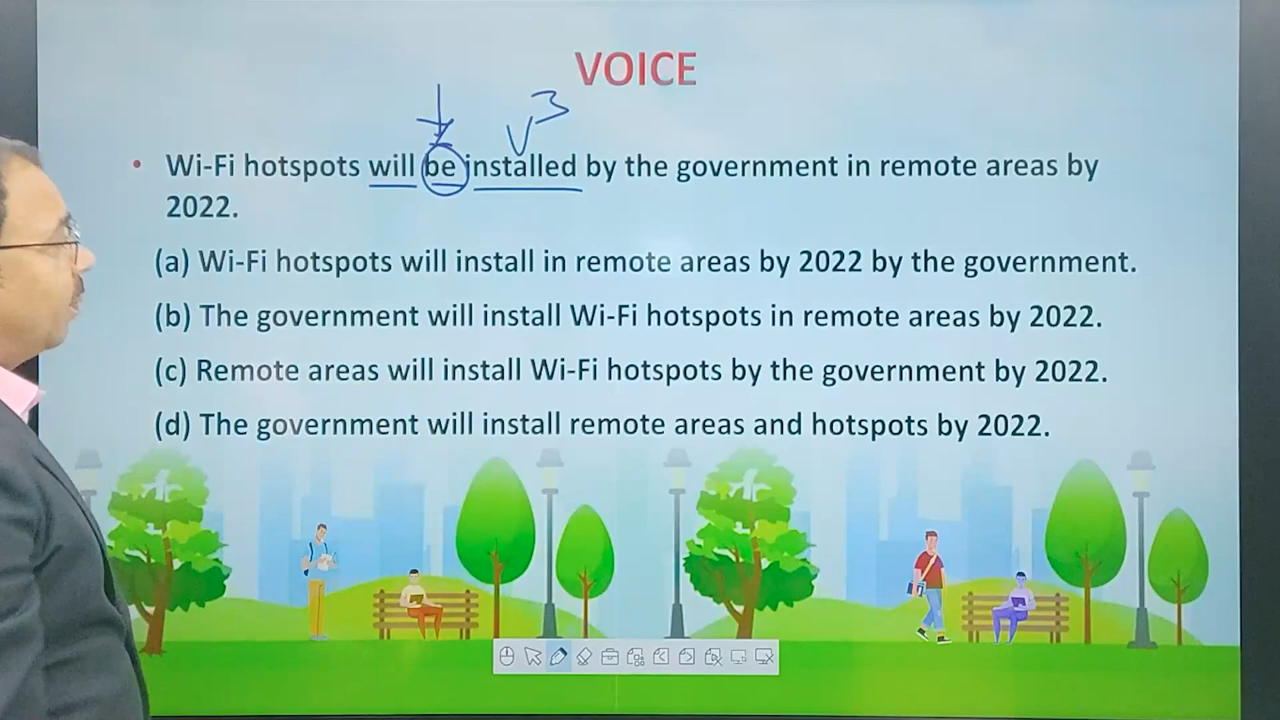 VOICE
V3
• Wi-Fi hotspots will be installed by the government in remote areas by
2022.
(a) Wi-Fi hotspots will install in remote areas by 2022 by the government.
(b) The government will install Wi-Fi hotspots in remote areas by 2022.
(c) Remote areas will install Wi-Fi hotspots by the government by 2022.
(d) The government will install remote areas and hotspots by 2022.